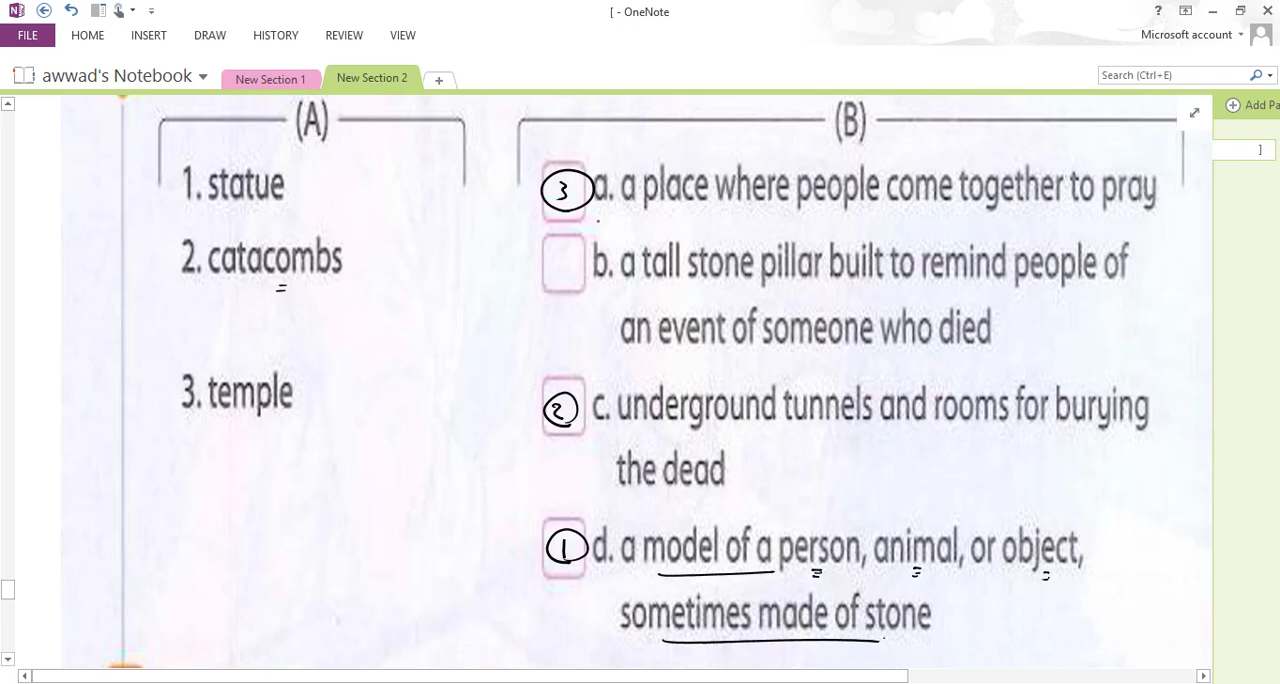 [ - OneNote
?
FILE HOME INSERT DRAW HISTORY REVIEW VIEW
Microsoft account
awwad's Notebook New Section 1 New Section 2 +
Search (Ctrl+E)
Add Pa
]
(A) (B)
1. statue 3 a. a place where people come together to pray
2. catacombs b. a tall stone pillar built to remind people of
an event of someone who died
3. temple 2 c. underground tunnels and rooms for burying
the dead
1 d. a model of a person, animal, or object,
sometimes made of stone